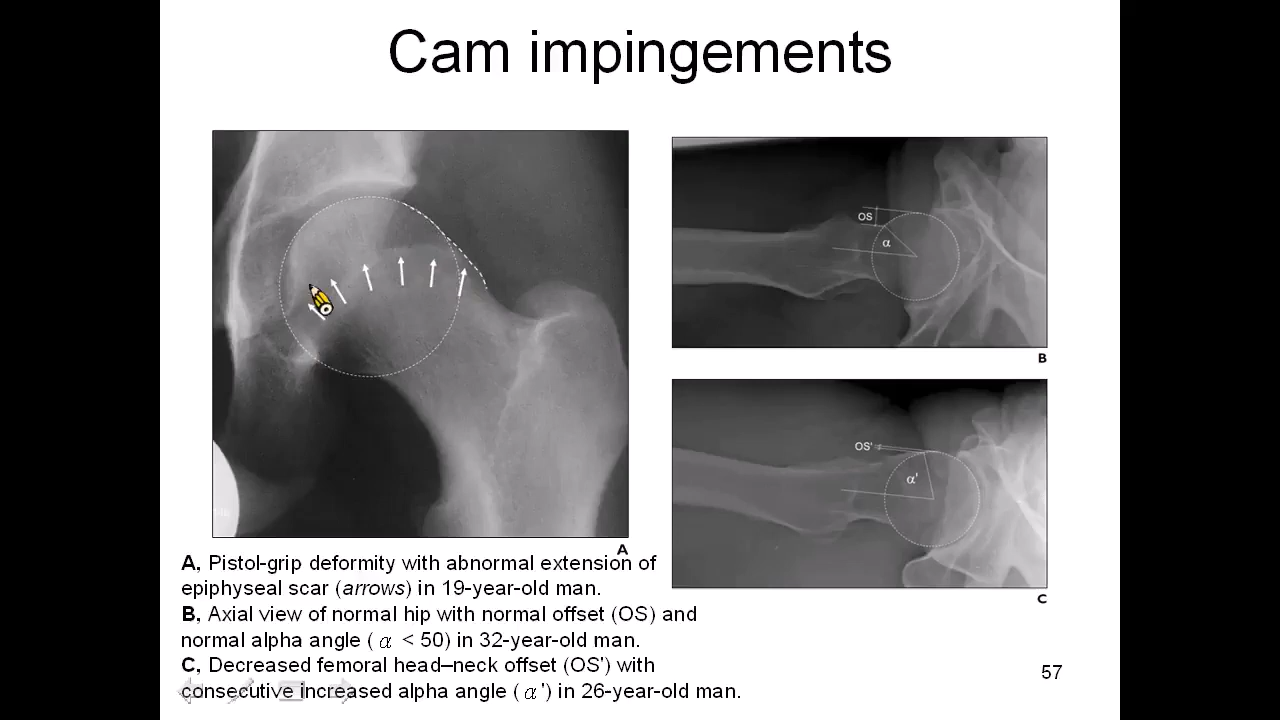 Cam impingements
A
OS
α
B
OS'
α'
C
A, Pistol-grip deformity with abnormal extension of
epiphyseal scar (arrows) in 19-year-old man.
B, Axial view of normal hip with normal offset (OS) and
normal alpha angle ( α < 50) in 32-year-old man.
C, Decreased femoral head–neck offset (OS') with
consecutive increased alpha angle ( α') in 26-year-old man.
57